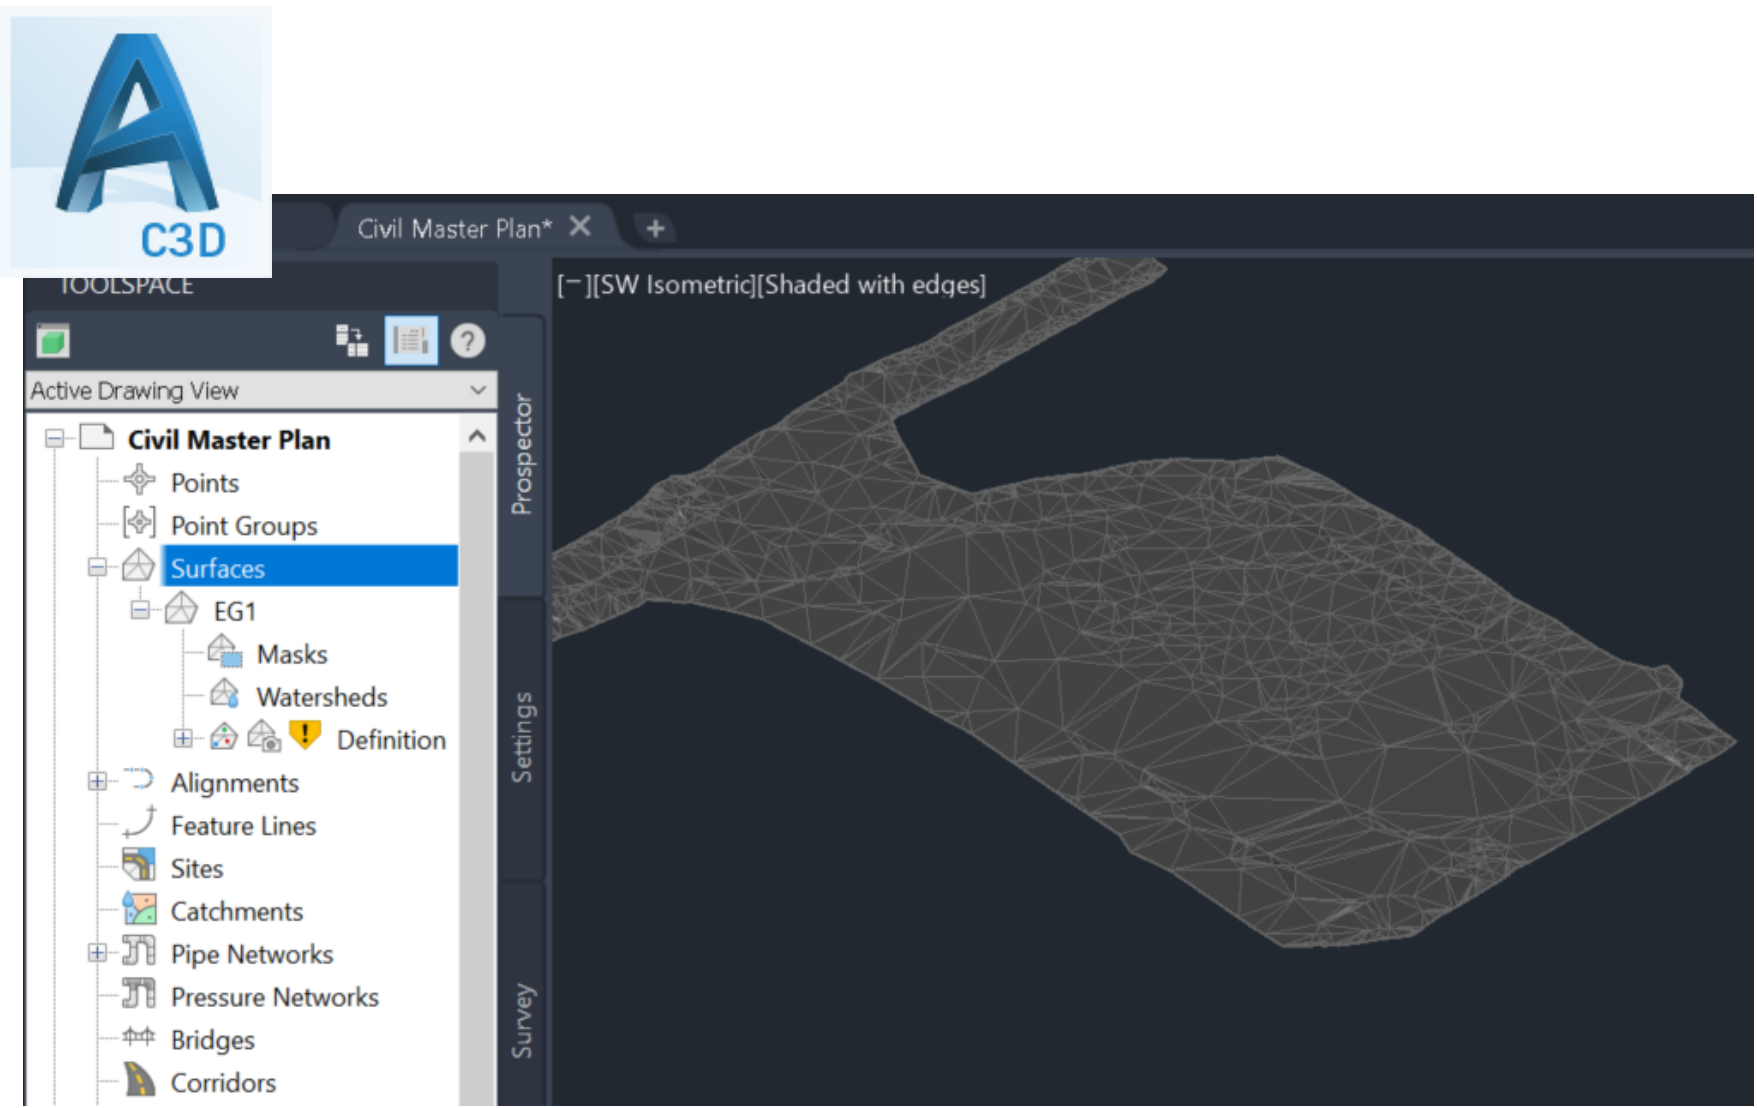 C3D
Civil Master Plan*
TOOLSPACE
[−][SW Isometric][Shaded with edges]
?
Active Drawing View
Civil Master Plan
Points
Point Groups
Surfaces
EG1
Masks
Watersheds
Definition
Alignments
Feature Lines
Sites
Catchments
Pipe Networks
Pressure Networks
Bridges
Corridors
Prospector
Settings
Survey